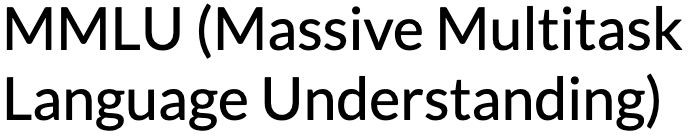 MMLU (Massive Multitask
Language Understanding)